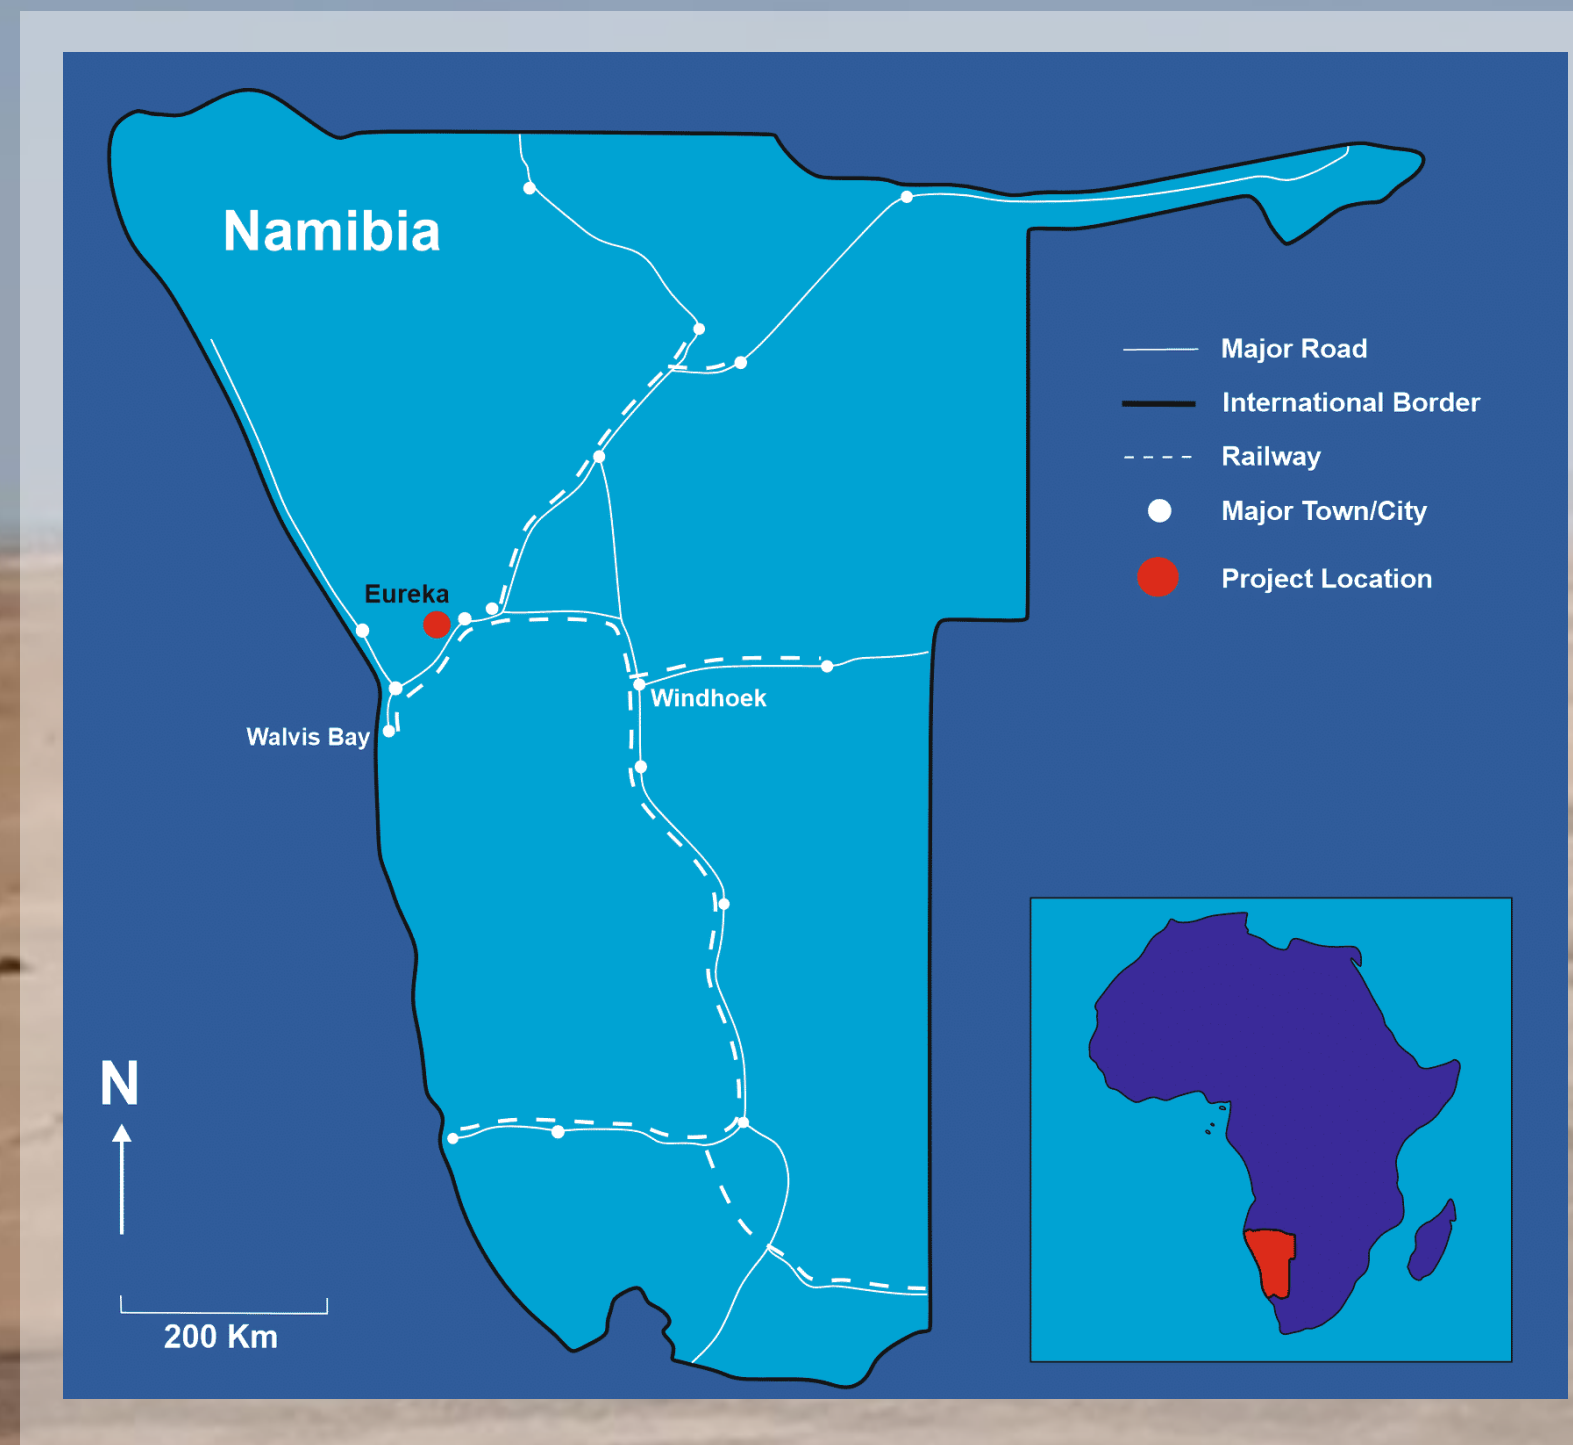 Namibia
Major Road
International Border
Railway
Major Town/City
Eureka
Project Location
Windhoek
Walvis Bay
N
200 Km